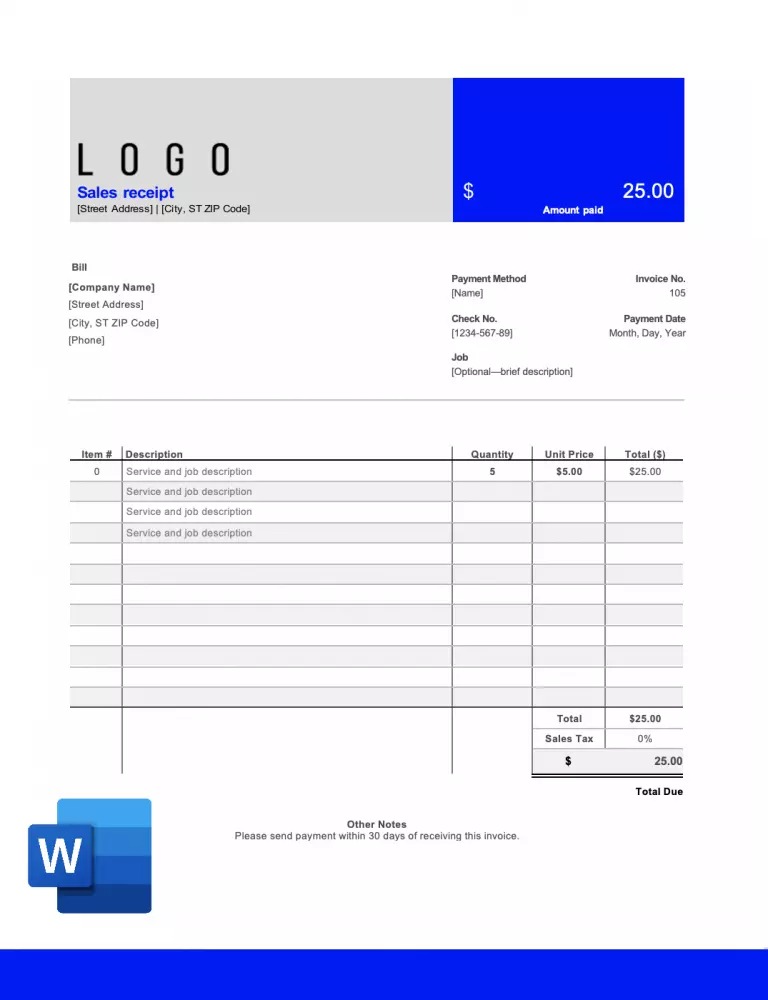 LOGO
Sales receipt
[Street Address] | [City, ST ZIP Code]
$ 25.00
Amount paid
Bill
[Company Name]
[Street Address]
[City, ST ZIP Code]
[Phone]
Payment Method Invoice No.
[Name] 105
Check No. Payment Date
[1234-567-89] Month, Day, Year
Job
[Optional—brief description]
Item # Description Quantity Unit Price Total ($)
0 Service and job description 5 $5.00 $25.00
Service and job description
Service and job description
Service and job description
Total $25.00
Sales Tax 0%
$ 25.00
Total Due
Other Notes
Please send payment within 30 days of receiving this invoice.
W